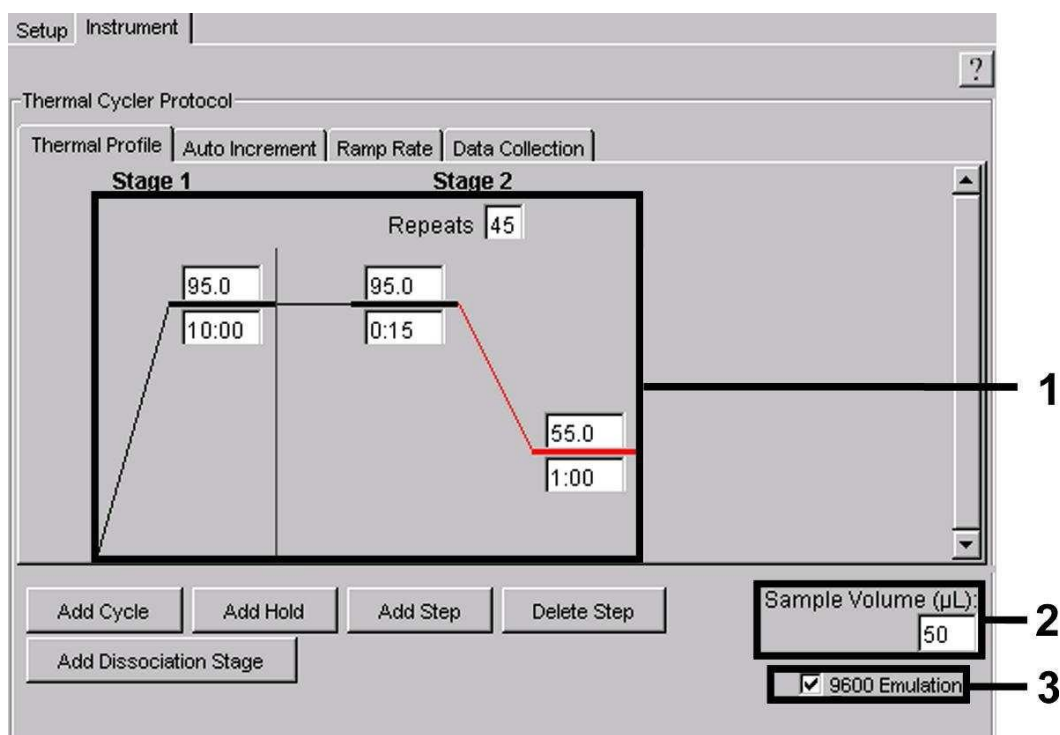 Setup Instrument
?
Thermal Cycler Protocol
Thermal Profile Auto Increment Ramp Rate Data Collection
Stage 1 Stage 2
Repeats 45
95.0 95.0
10:00 0:15
1
55.0
1:00
Add Cycle Add Hold Add Step Delete Step
Sample Volume (µL):
50
2
Add Dissociation Stage
9600 Emulation
3